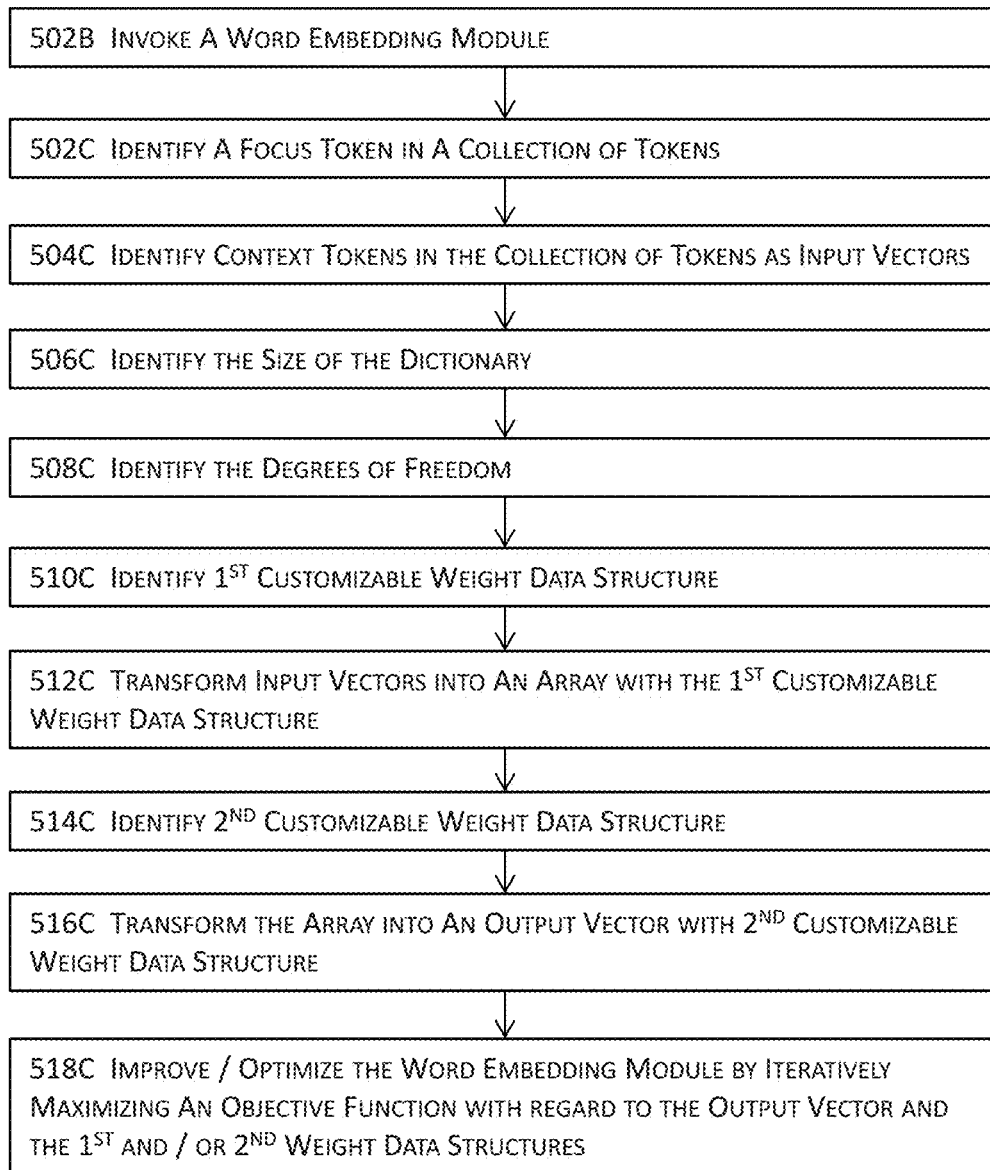 502B Invoke A Word Embedding Module
502C Identify A Focus Token in A Collection of Tokens
504C Identify Context Tokens in the Collection of Tokens as Input Vectors
506C Identify the Size of the Dictionary
508C Identify the Degrees of Freedom
510C Identify 1st Customizable Weight Data Structure
512C Transform Input Vectors into An Array with the 1st Customizable
Weight Data Structure
514C Identify 2nd Customizable Weight Data Structure
516C Transform the Array into An Output Vector with 2nd Customizable
Weight Data Structure
518C Improve / Optimize the Word Embedding Module by Iteratively
Maximizing An Objective Function with regard to the Output Vector and
the 1st and / or 2nd Weight Data Structures